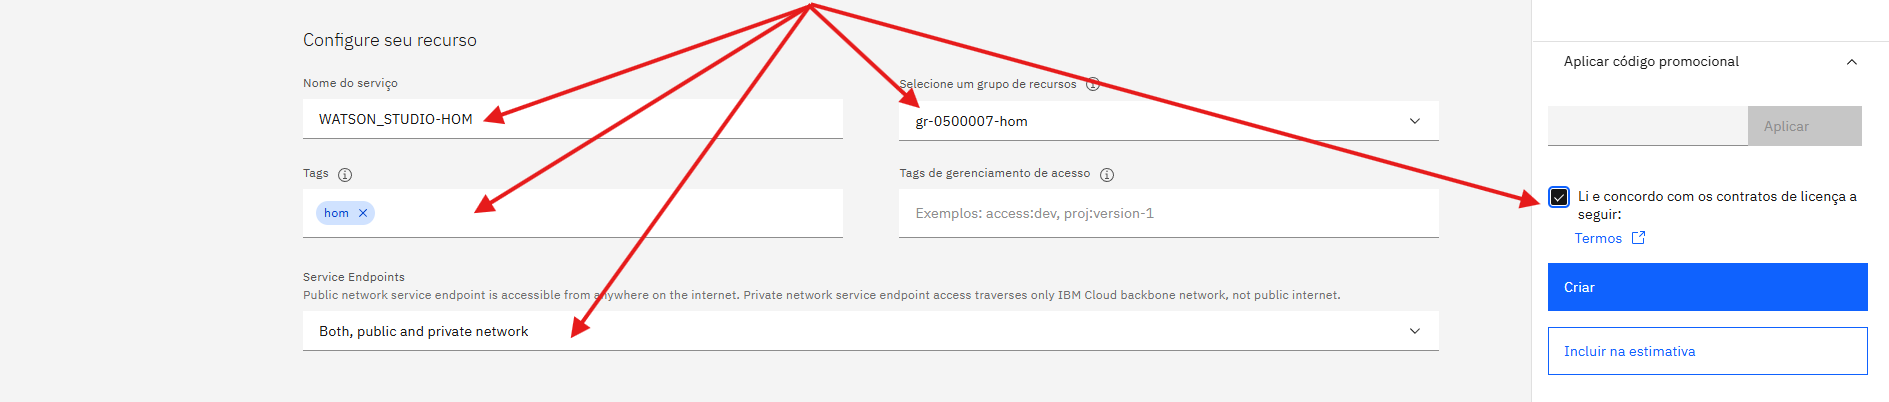 Configure seu recurso
Nome do serviço
WATSON_STUDIO-HOM
Selecione um grupo de recursos
gr-0500007-hom
Tags
hom
Tags de gerenciamento de acesso
Exemplos: access:dev, proj:version-1
Service Endpoints
Public network service endpoint is accessible from anywhere on the internet. Private network service endpoint access traverses only IBM Cloud backbone network, not public internet.
Both, public and private network
Aplicar código promocional
Aplicar
Li e concordo com os contratos de licença a
seguir:
Termos
Criar
Incluir na estimativa